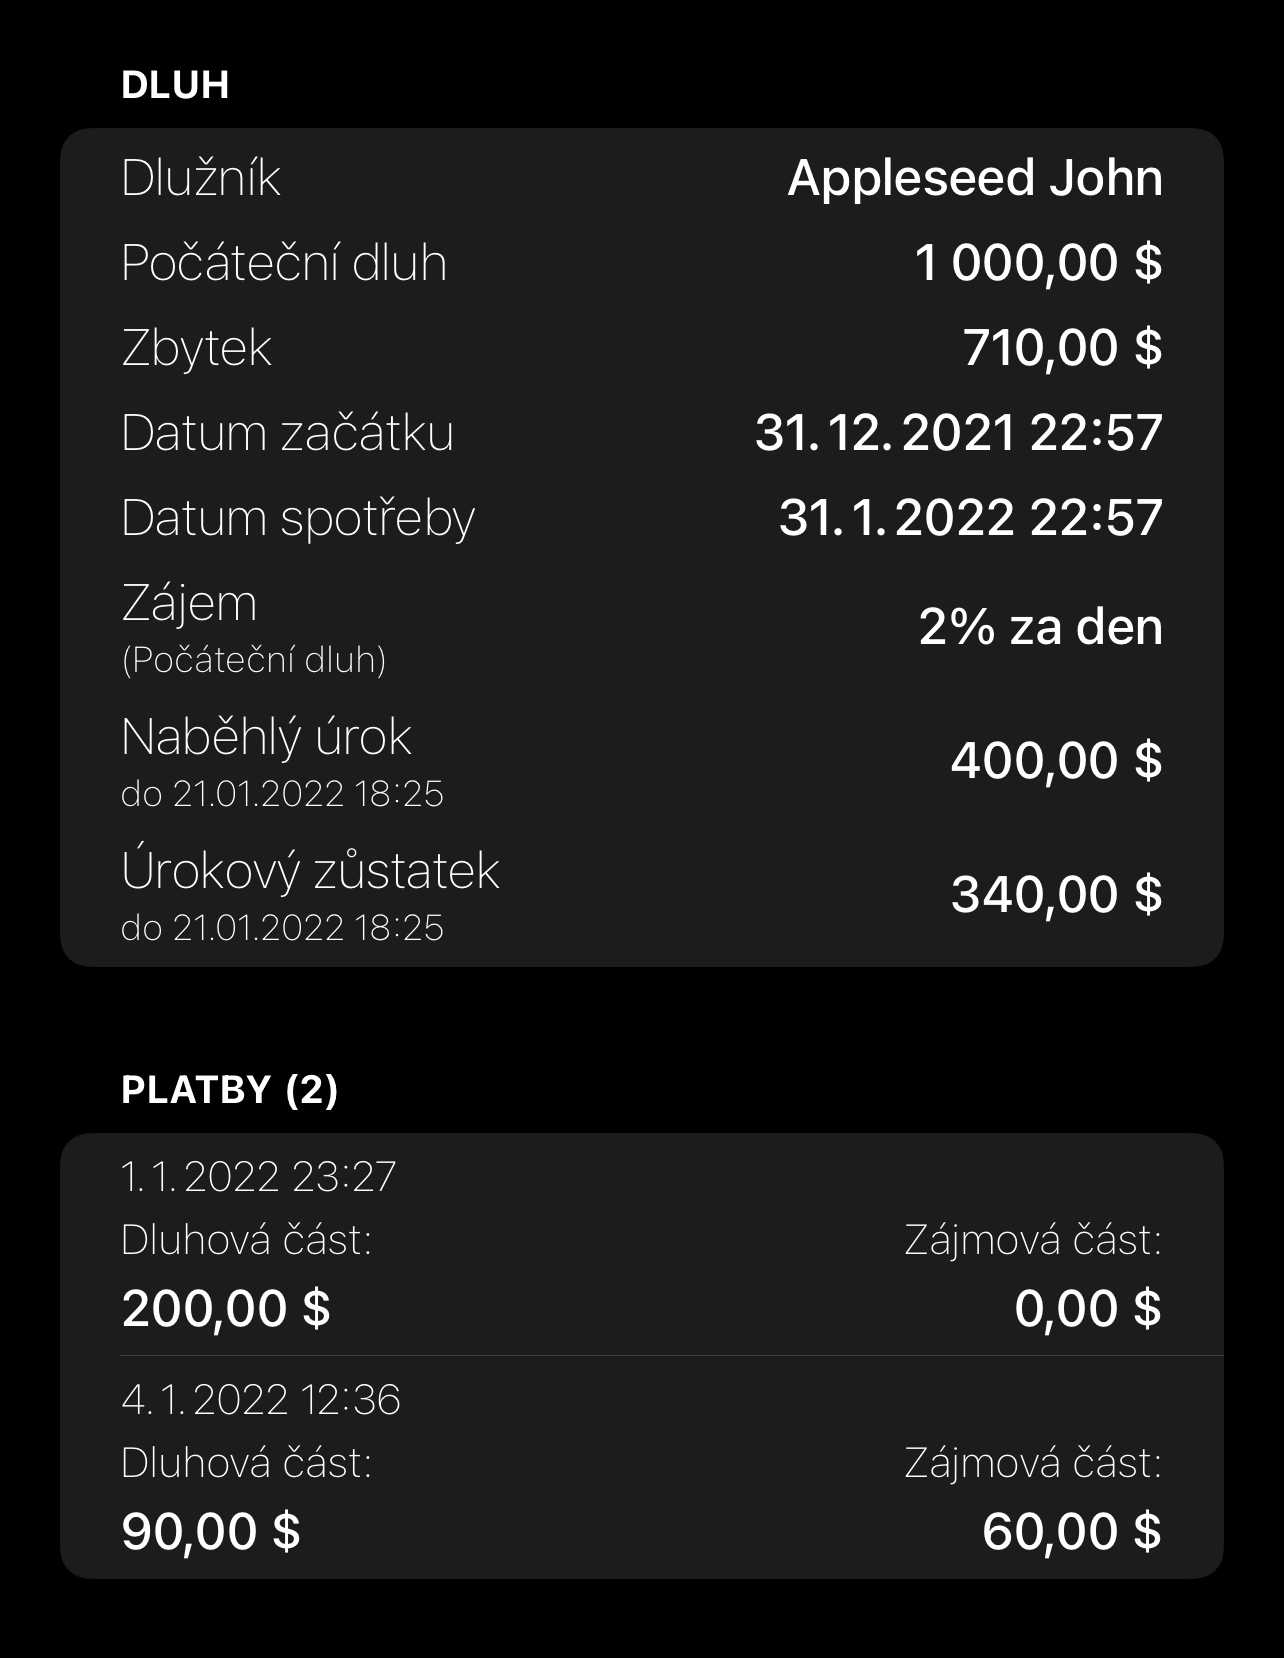 DLUH
Dlužník Appleseed John
Počáteční dluh 1 000,00 $
Zbytek 710,00 $
Datum začátku 31. 12. 2021 22:57
Datum spotřeby 31. 1. 2022 22:57
Zájem
(Počáteční dluh) 2% za den
Naběhlý úrok
do 21.01.2022 18:25 400,00 $
Úrokový zůstatek
do 21.01.2022 18:25 340,00 $
PLATBY (2)
1. 1. 2022 23:27
Dluhová část: Zájmová část:
200,00 $ 0,00 $
4. 1. 2022 12:36
Dluhová část: Zájmová část:
90,00 $ 60,00 $